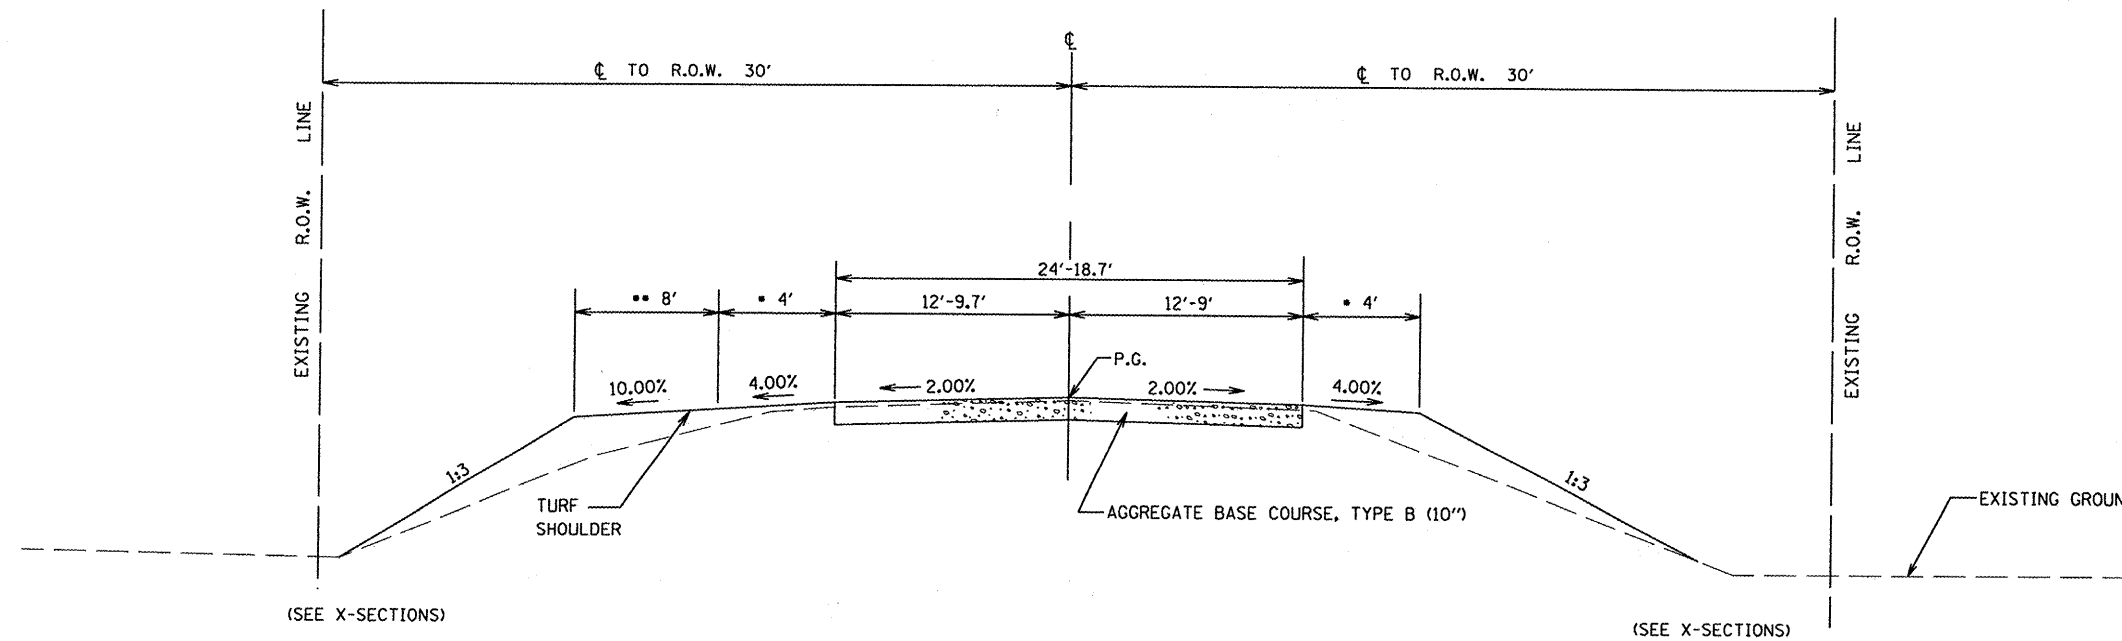 ℄
℄ TO R.O.W. 30'
℄ TO R.O.W. 30'
EXISTING R.O.W. LINE
EXISTING R.O.W. LINE
24'-18.7'
•• 8'
• 4'
12'-9.7'
12'-9'
• 4'
P.G.
10.00%
4.00%
2.00%
2.00%
4.00%
1:3
1:3
TURF
SHOULDER
AGGREGATE BASE COURSE, TYPE B (10")
EXISTING GROUN
(SEE X-SECTIONS)
(SEE X-SECTIONS)